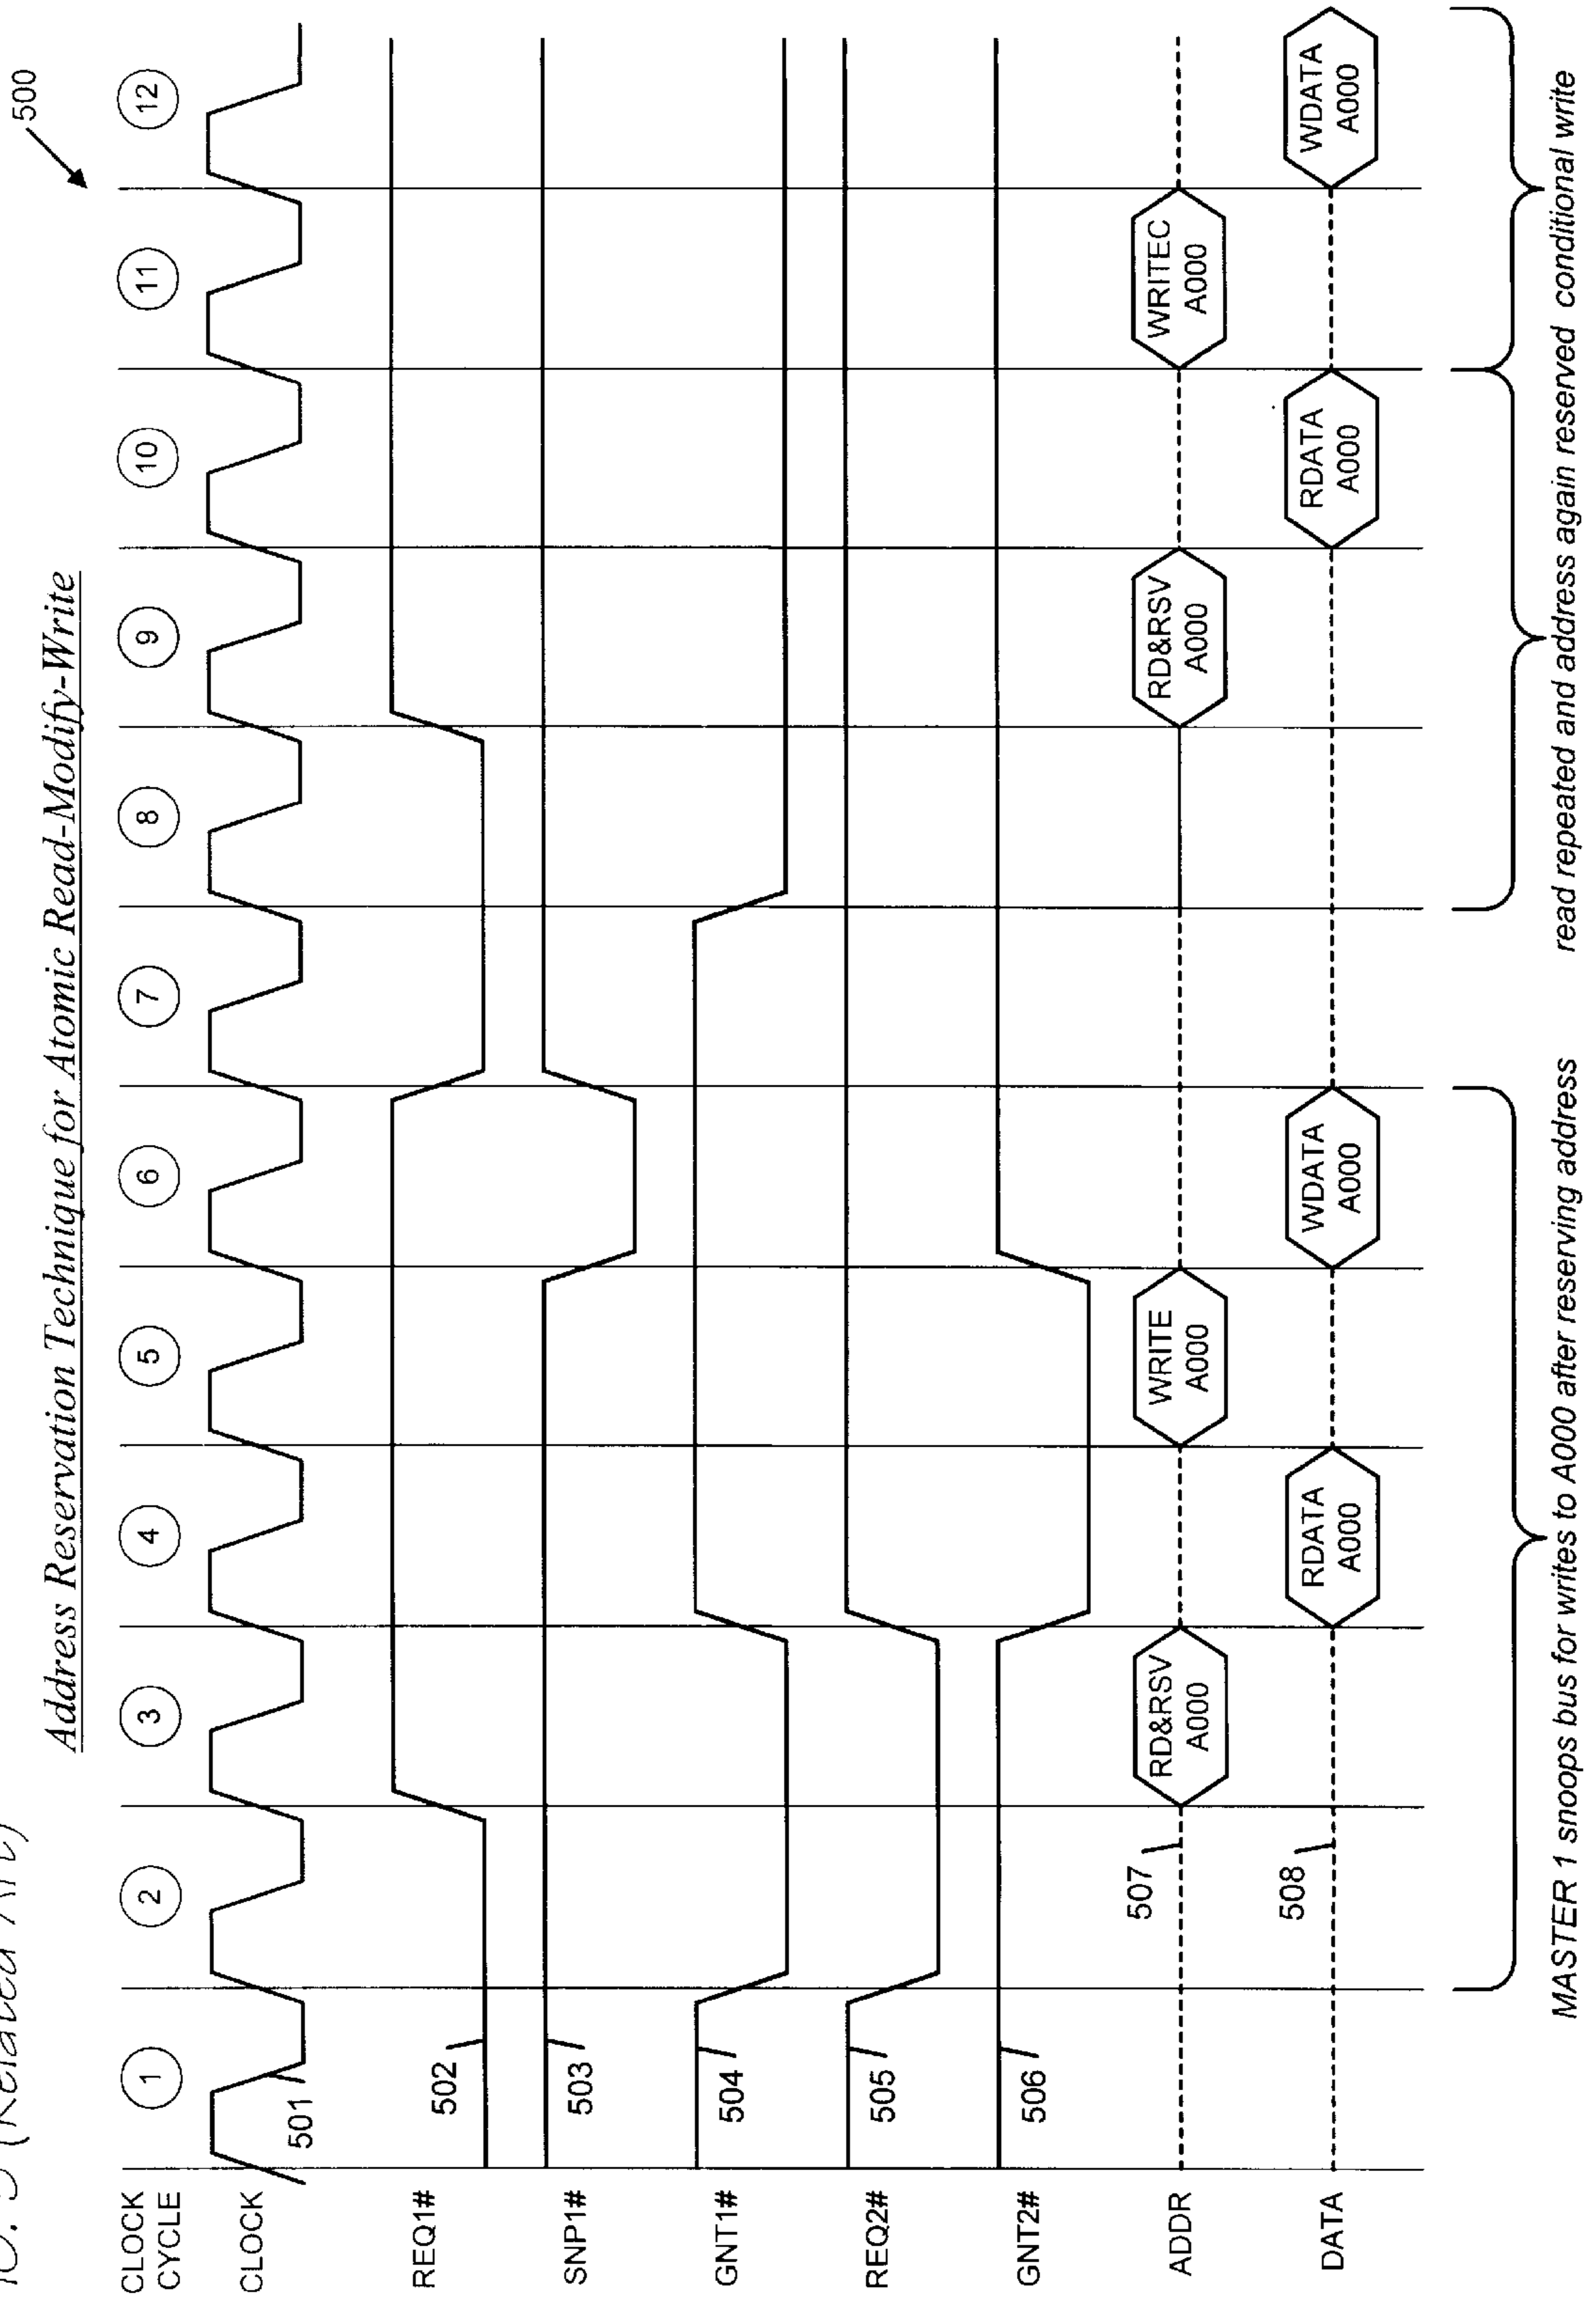 (Related Art)
500
Address Reservation Technique for Atomic Read-Modify-Write
CLOCK CYCLE 1 2 3 4 5 6 7 8 9 10 11 12
CLOCK 501
REQ1# 502
SNP1# 503
GNT1# 504
REQ2# 505
GNT2# 506
ADDR 507
RD&RSV A000
WRITE A000
RD&RSV A000
WRITEC A000
DATA 508
RDATA A000
WDATA A000
RDATA A000
WDATA A000
MASTER 1 snoops bus for writes to A000 after reserving address
read repeated and address again reserved
conditional write